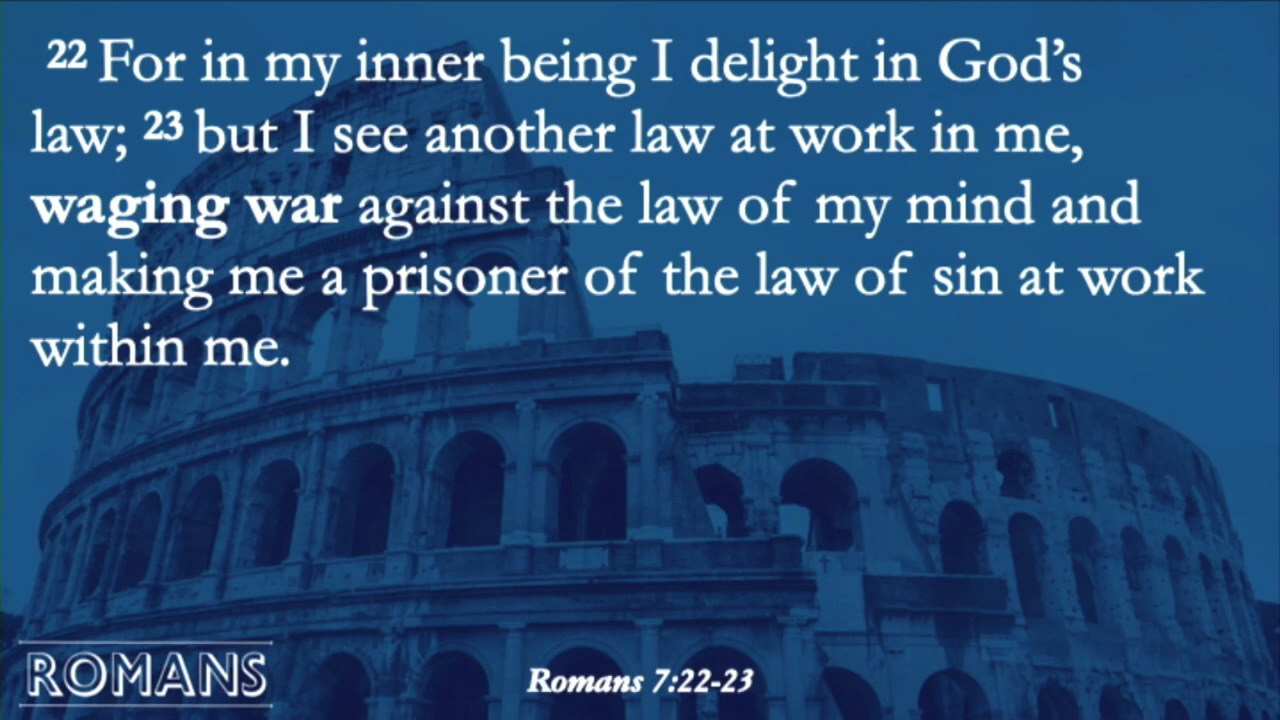 22 For in my inner being I delight in God’s
law; 23 but I see another law at work in me,
waging war against the law of my mind and
making me a prisoner of the law of sin at work
within me.
ROMANS
Romans 7:22-23